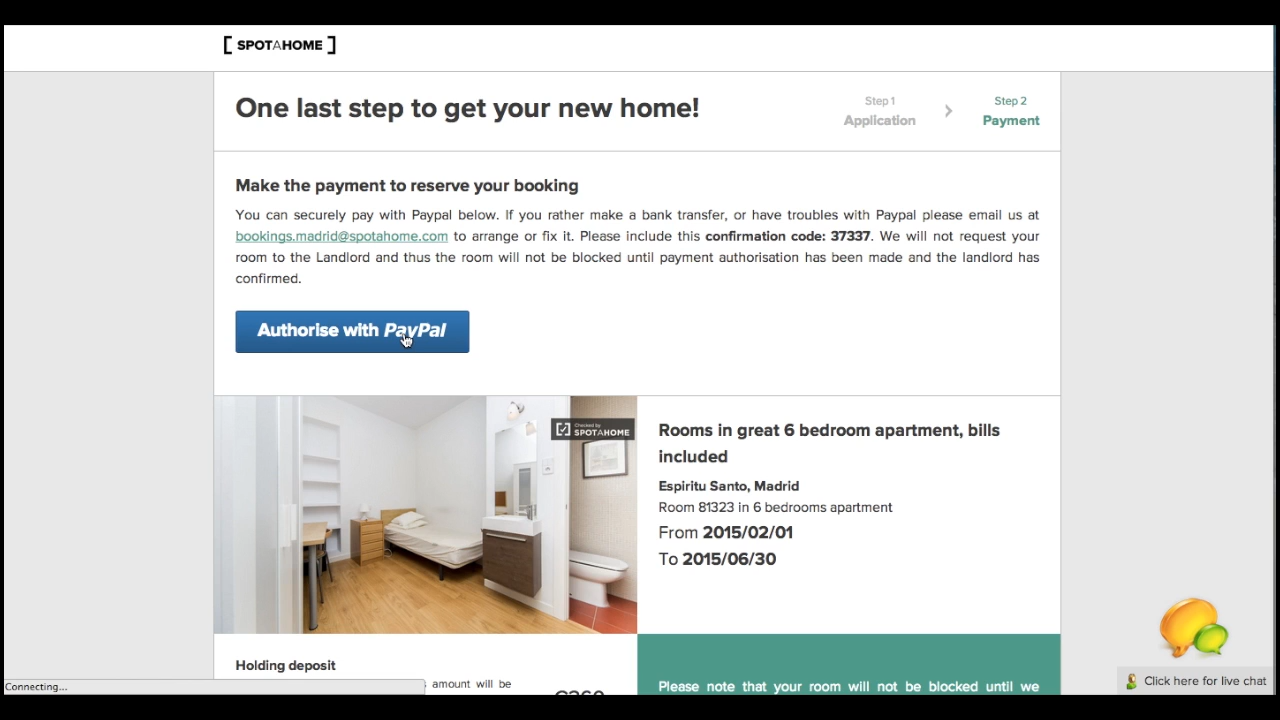 [ SPOTAHOME ]
One last step to get your new home!
Step 1
Application
Step 2
Payment
Make the payment to reserve your booking
You can securely pay with Paypal below. If you rather make a bank transfer, or have troubles with Paypal please email us at
bookings.madrid@spotahome.com to arrange or fix it. Please include this confirmation code: 37337. We will not request your
room to the Landlord and thus the room will not be blocked until payment authorisation has been made and the landlord has
confirmed.
Authorise with PayPal
Checked by
SPOTAHOME
Rooms in great 6 bedroom apartment, bills
included
Espiritu Santo, Madrid
Room 81323 in 6 bedrooms apartment
From 2015/02/01
To 2015/06/30
Holding deposit
amount will be
Please note that your room will not be blocked until we
Connecting...
Click here for live chat